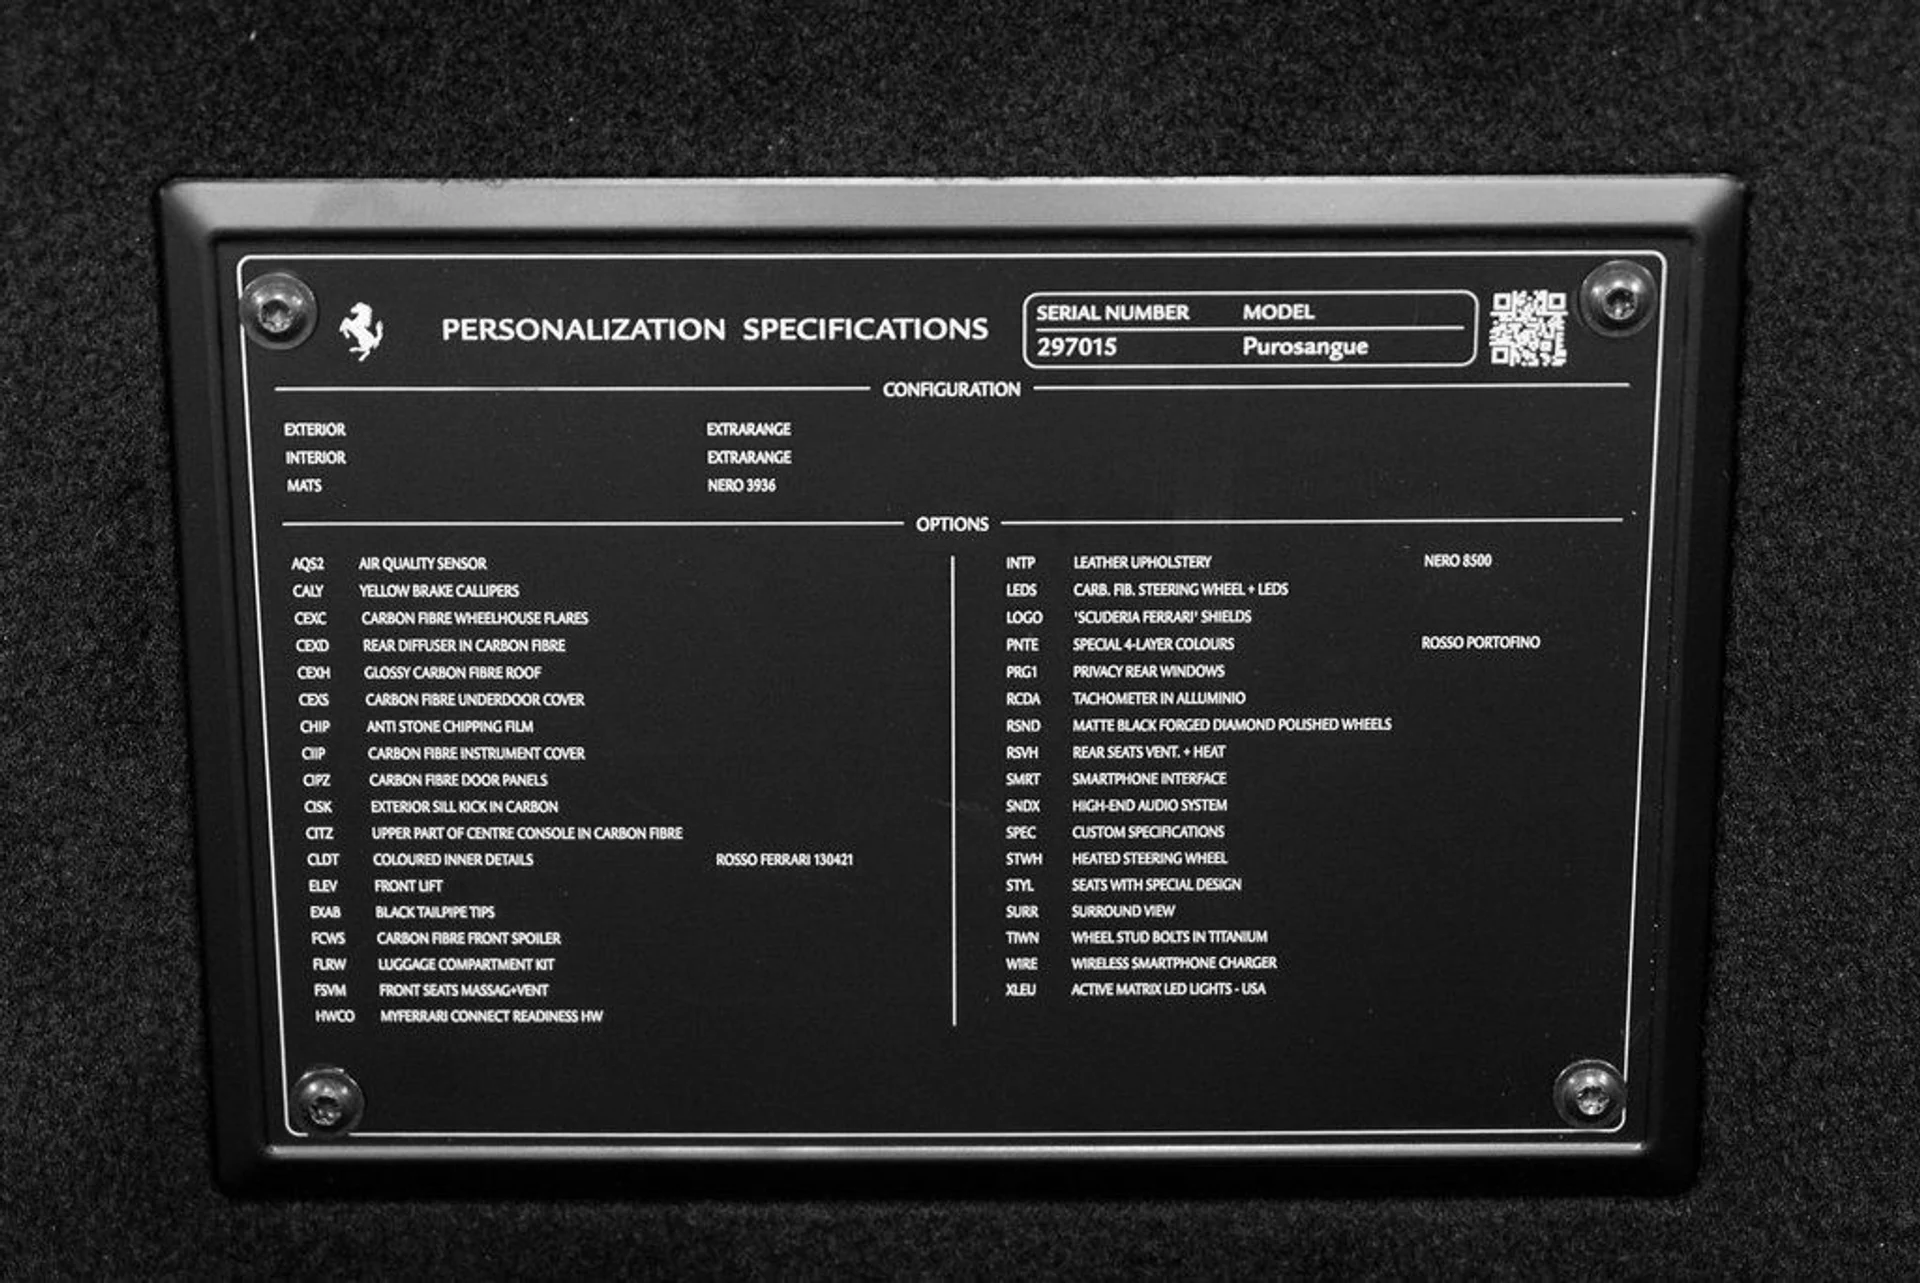 PERSONALIZATION SPECIFICATIONS
SERIAL NUMBER MODEL
297015 Purosangue
CONFIGURATION
EXTERIOR EXTRARANGE
INTERIOR EXTRARANGE
MATS NERO 3936
OPTIONS
AQS2 AIR QUALITY SENSOR
CALY YELLOW BRAKE CALLIPERS
CEXC CARBON FIBRE WHEELHOUSE FLARES
CEXD REAR DIFFUSER IN CARBON FIBRE
CEXH GLOSSY CARBON FIBRE ROOF
CEXS CARBON FIBRE UNDERDOOR COVER
CHIP ANTI STONE CHIPPING FILM
CIIP CARBON FIBRE INSTRUMENT COVER
CIPZ CARBON FIBRE DOOR PANELS
CISK EXTERIOR SILL KICK IN CARBON
CITZ UPPER PART OF CENTRE CONSOLE IN CARBON FIBRE
CLDT COLOURED INNER DETAILS ROSSO FERRARI 130421
ELEV FRONT LIFT
EXAB BLACK TAILPIPE TIPS
FCWS CARBON FIBRE FRONT SPOILER
FLRW LUGGAGE COMPARTMENT KIT
FSVM FRONT SEATS MASSAG+VENT
HWCO MYFERRARI CONNECT READINESS HW
INTP LEATHER UPHOLSTERY NERO 8500
LEDS CARB. FIB. STEERING WHEEL + LEDS
LOGO 'SCUDERIA FERRARI' SHIELDS
PNTE SPECIAL 4-LAYER COLOURS ROSSO PORTOFINO
PRG1 PRIVACY REAR WINDOWS
RCDA TACHOMETER IN ALLUMINIO
RSND MATTE BLACK FORGED DIAMOND POLISHED WHEELS
RSVH REAR SEATS VENT. + HEAT
SMRT SMARTPHONE INTERFACE
SNDX HIGH-END AUDIO SYSTEM
SPEC CUSTOM SPECIFICATIONS
STWH HEATED STEERING WHEEL
STYL SEATS WITH SPECIAL DESIGN
SURR SURROUND VIEW
TIWN WHEEL STUD BOLTS IN TITANIUM
WIRE WIRELESS SMARTPHONE CHARGER
XLEU ACTIVE MATRIX LED LIGHTS - USA